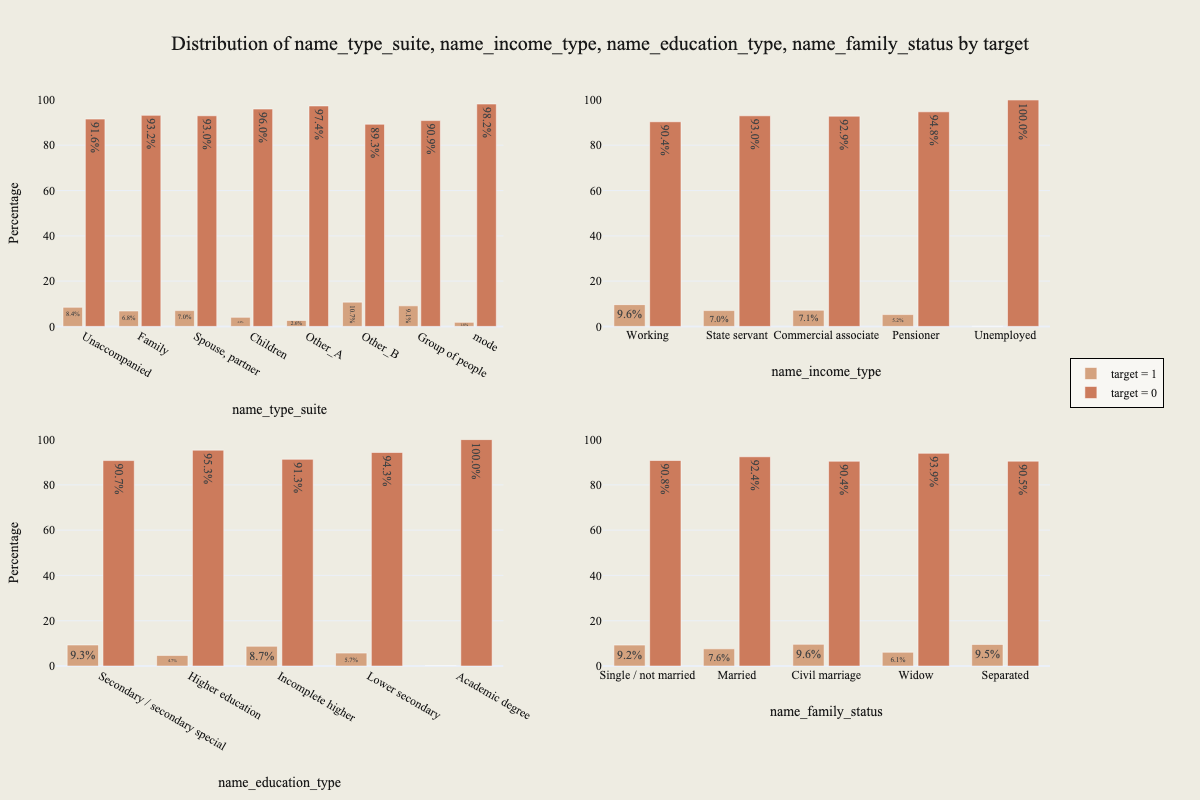 Distribution of name_type_suite, name_income_type, name_education_type, name_family_status by target
Percentage
100
80
60
40
20
0
91.6%
93.2%
93.0%
96.0%
97.4%
89.3%
90.9%
98.2%
8.4%
6.8%
7.0%
2.6%
10.7%
9.1%
Unaccompanied
Family
Spouse, partner
Children
Other_A
Other_B
Group of people
mode
name_type_suite
100
80
60
40
20
0
90.4%
93.0%
92.9%
94.8%
100.0%
9.6%
7.0%
7.1%
5.2%
Working
State servant
Commercial associate
Pensioner
Unemployed
name_income_type
target = 1
target = 0
Percentage
100
80
60
40
20
0
90.7%
95.3%
91.3%
94.3%
100.0%
9.3%
4.7%
8.7%
5.7%
Secondary / secondary special
Higher education
Incomplete higher
Lower secondary
Academic degree
name_education_type
100
80
60
40
20
0
90.8%
92.4%
90.4%
93.9%
90.5%
9.2%
7.6%
9.6%
6.1%
9.5%
Single / not married
Married
Civil marriage
Widow
Separated
name_family_status